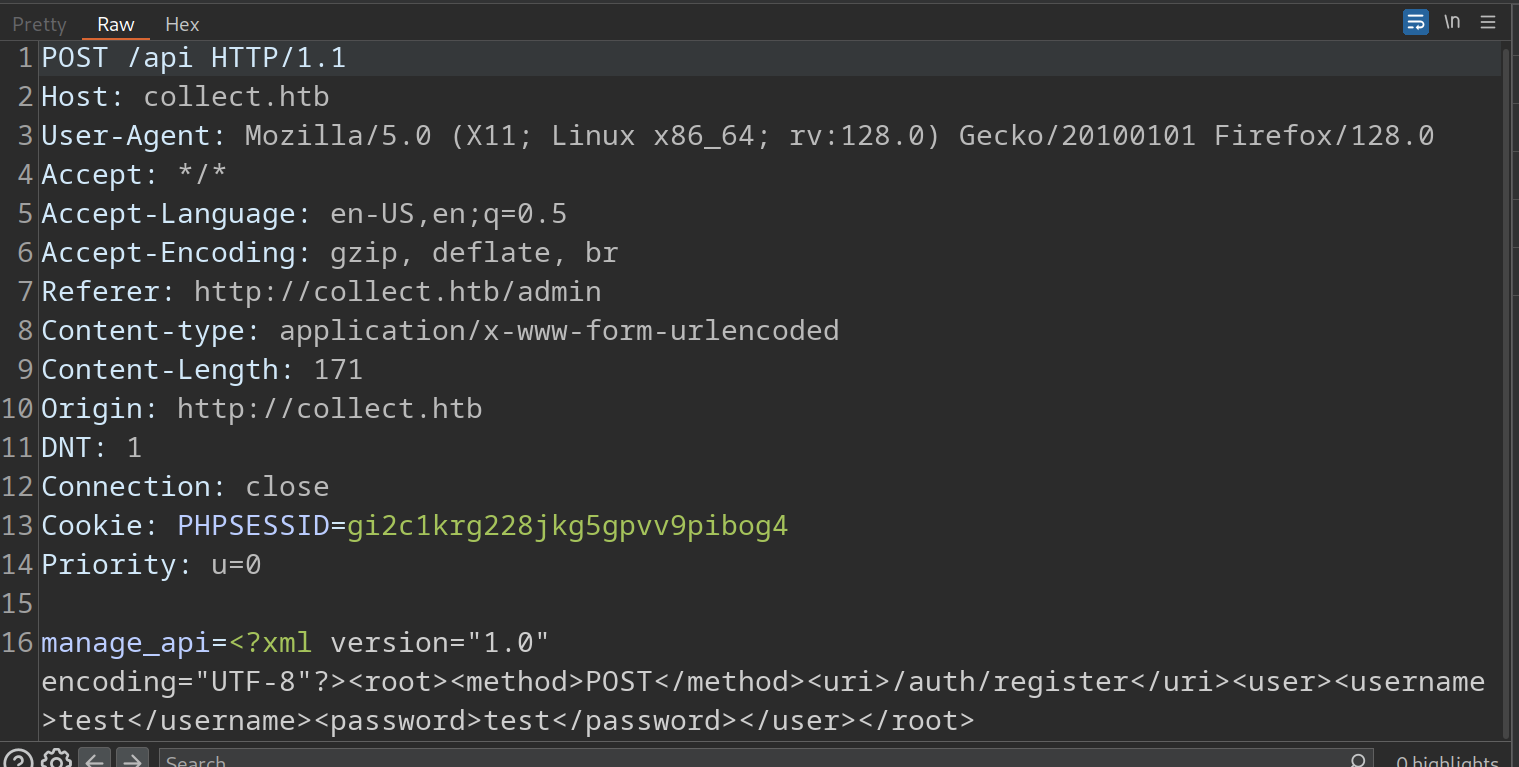 Pretty Raw Hex \n
1 POST /api HTTP/1.1
2 Host: collect.htb
3 User-Agent: Mozilla/5.0 (X11; Linux x86_64; rv:128.0) Gecko/20100101 Firefox/128.0
4 Accept: */*
5 Accept-Language: en-US,en;q=0.5
6 Accept-Encoding: gzip, deflate, br
7 Referer: http://collect.htb/admin
8 Content-type: application/x-www-form-urlencoded
9 Content-Length: 171
10 Origin: http://collect.htb
11 DNT: 1
12 Connection: close
13 Cookie: PHPSESSID=gi2c1krg228jkg5gpvv9pibog4
14 Priority: u=0
15
16 manage_api=<?xml version="1.0"
encoding="UTF-8"?><root><method>POST</method><uri>/auth/register</uri><user><username
>test</username><password>test</password></user></root>
Search 0 highlights